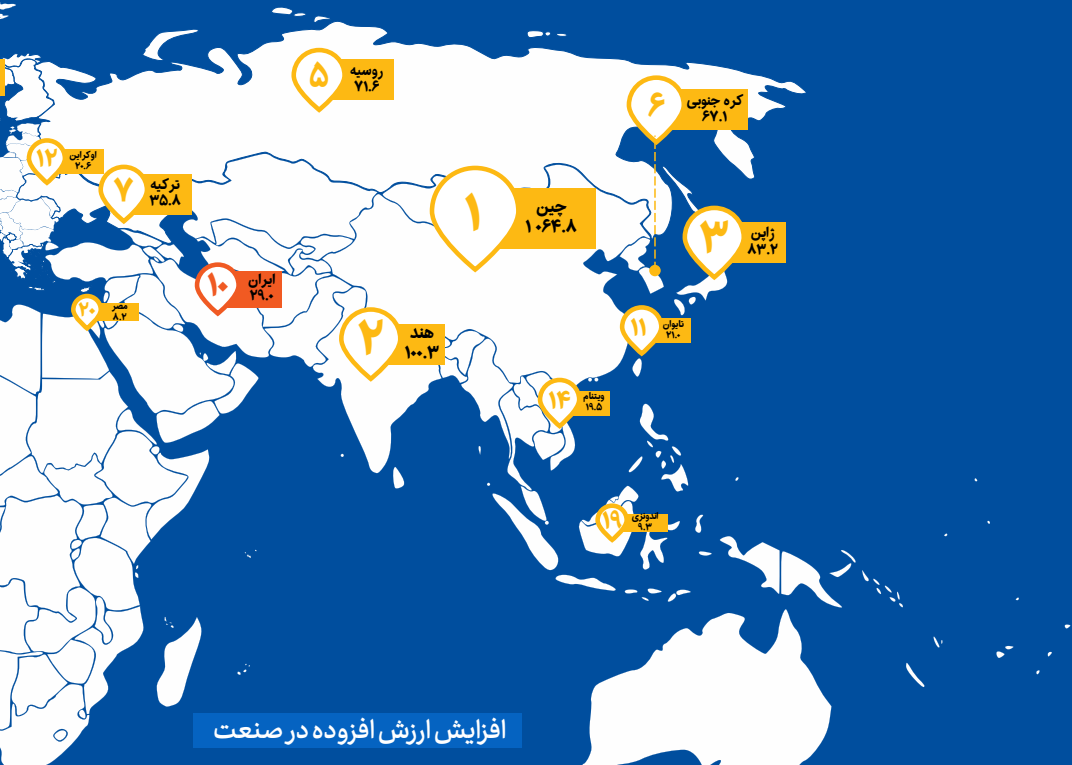 ۵
روسیه
۷۱.۶
۶
کره جنوبی
۶۷.۱
۱۲
اوکراین
۲۰.۶
۷
ترکیه
۳۵.۸
۱
چین
۱۰۶۴.۸
۳
ژاپن
۸۳.۲
۱۰
ایران
۲۹.۰
۲۰
مصر
۸.۲
۲
هند
۱۰۰.۳
۱۱
تایوان
۲۱.۰
۱۴
ویتنام
۱۹.۵
۱۹
اندونزی
۹.۳
افزایش ارزش افزوده در صنعت